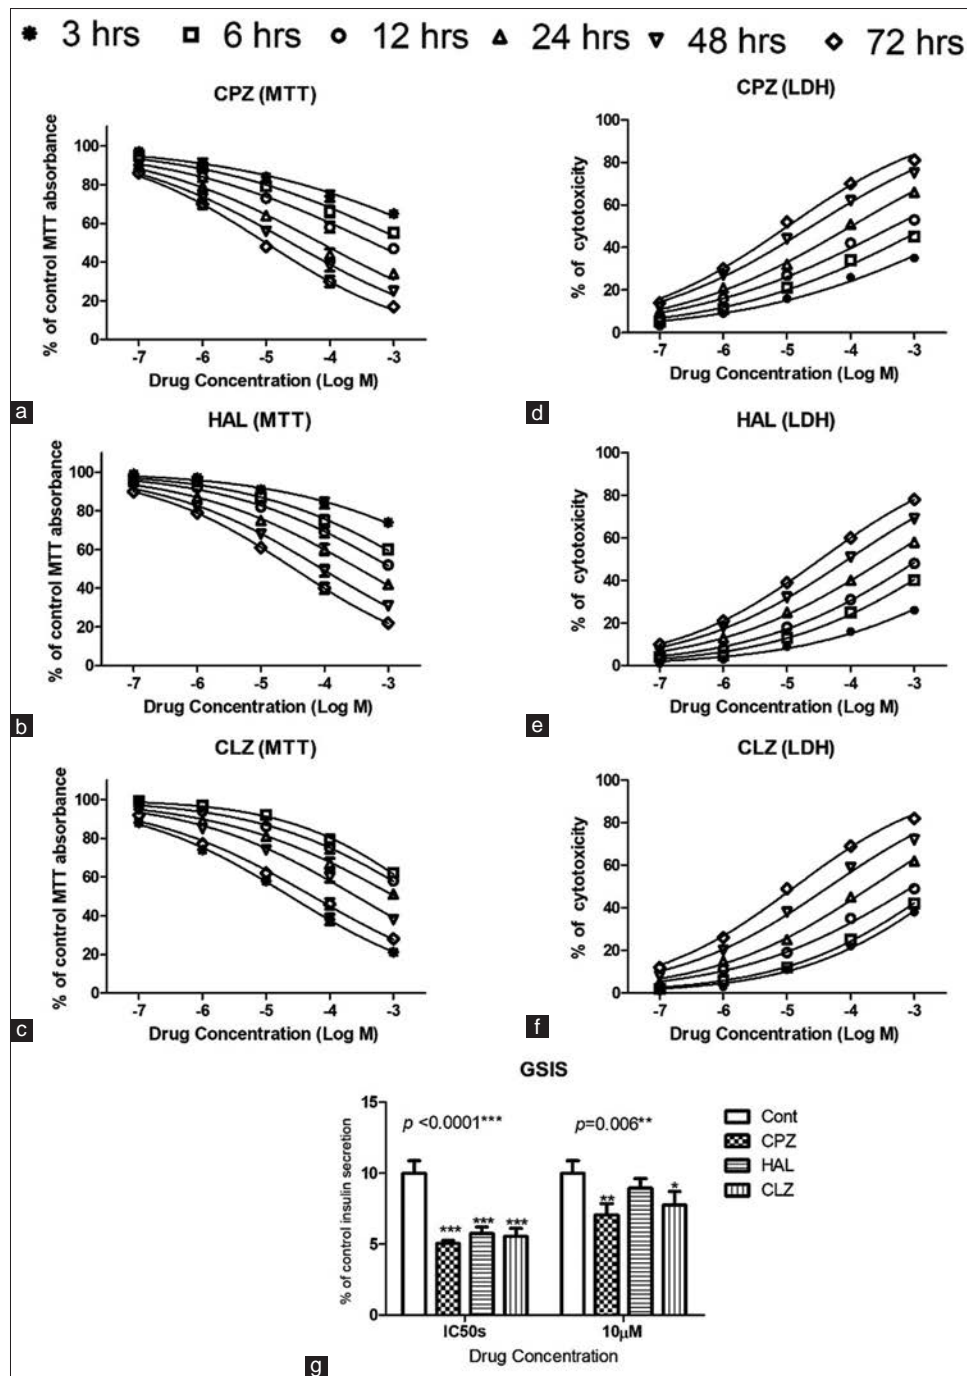 3 hrs 6 hrs 12 hrs 24 hrs 48 hrs 72 hrs
CPZ (MTT)
% of control MTT absorbance
100
80
60
40
20
0
-7 -6 -5 -4 -3
Drug Concentration (Log M)
a
CPZ (LDH)
% of cytotoxicity
100
80
60
40
20
0
-7 -6 -5 -4 -3
Drug Concentration (Log M)
d
HAL (MTT)
% of control MTT absorbance
100
80
60
40
20
0
-7 -6 -5 -4 -3
Drug Concentration (Log M)
b
HAL (LDH)
% of cytotoxicity
100
80
60
40
20
0
-7 -6 -5 -4 -3
Drug Concentration (Log M)
e
CLZ (MTT)
% of control MTT absorbance
100
80
60
40
20
0
-7 -6 -5 -4 -3
Drug Concentration (Log M)
c
CLZ (LDH)
% of cytotoxicity
100
80
60
40
20
0
-7 -6 -5 -4 -3
Drug Concentration (Log M)
f
GSIS
% of control insulin secretion
15
10
5
0
p <0.0001***
p=0.006**
*** *** ***
** *
Cont
CPZ
HAL
CLZ
IC50s 10µM
Drug Concentration
g